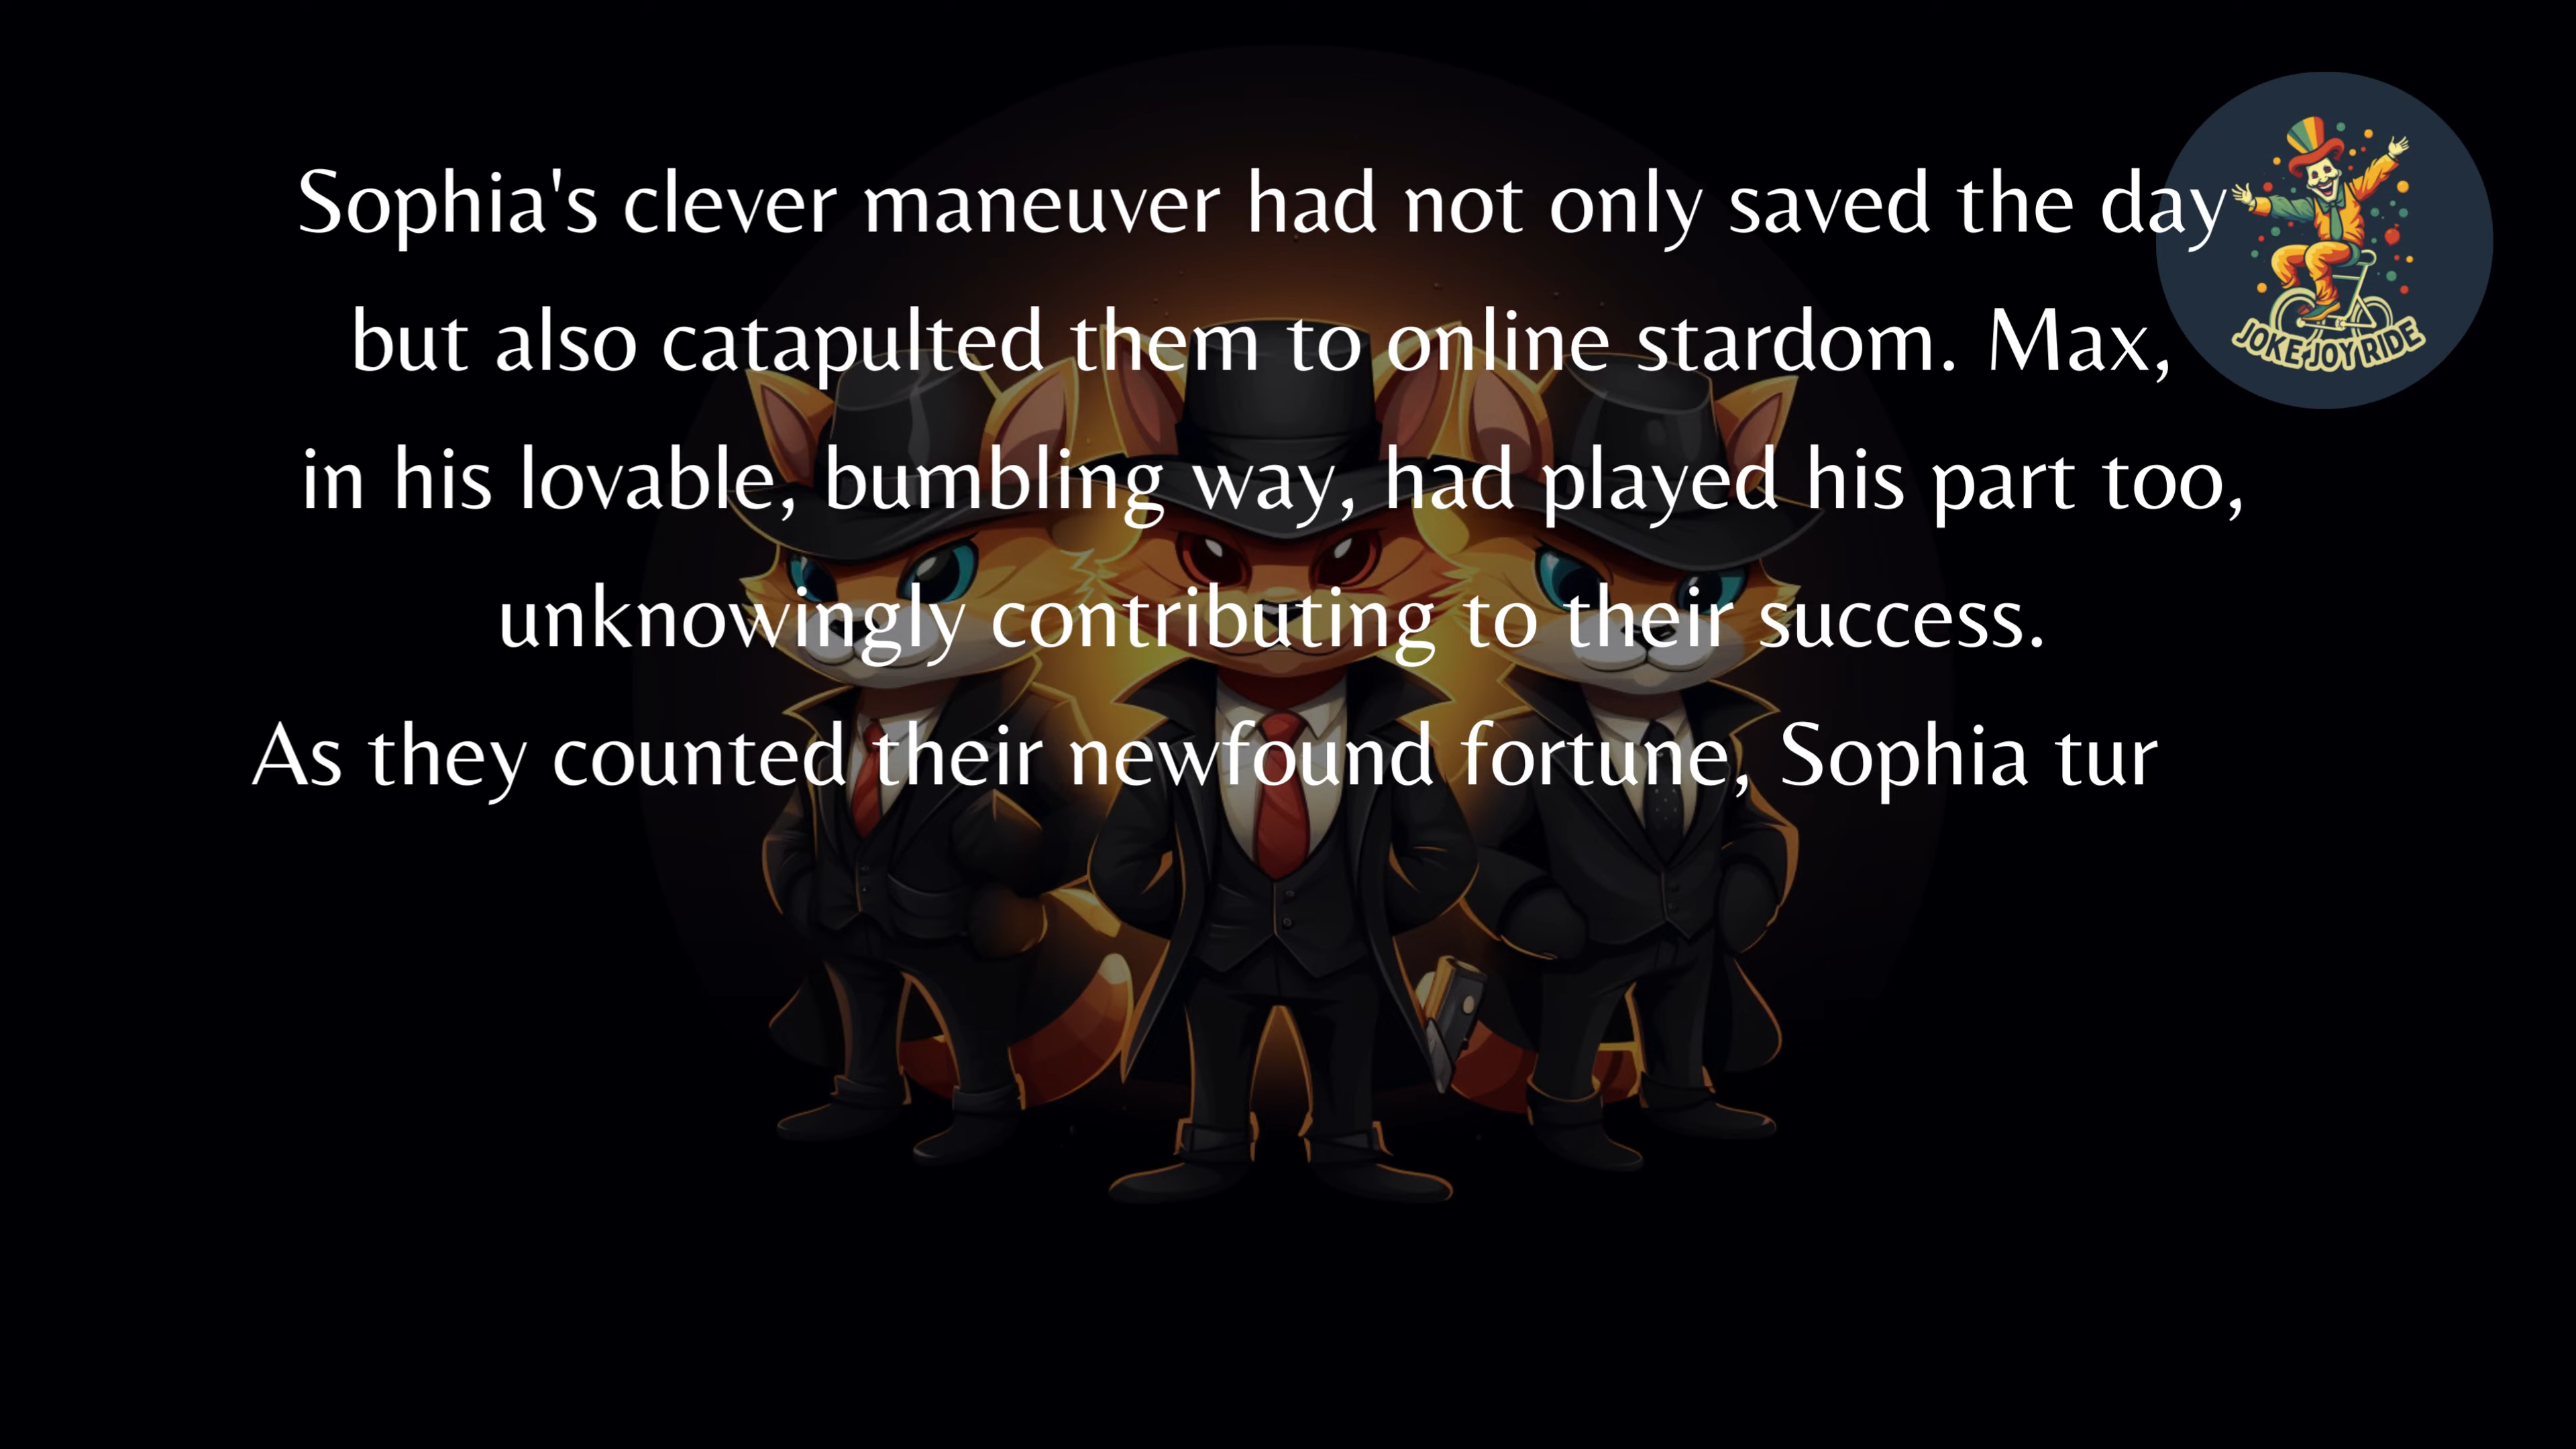 Sophia's clever maneuver had not only saved the day
but also catapulted them to online stardom. Max,
in his lovable, bumbling way, had played his part too,
unknowingly contributing to their success.
As they counted their newfound fortune, Sophia tur
JOKE JOY RIDE